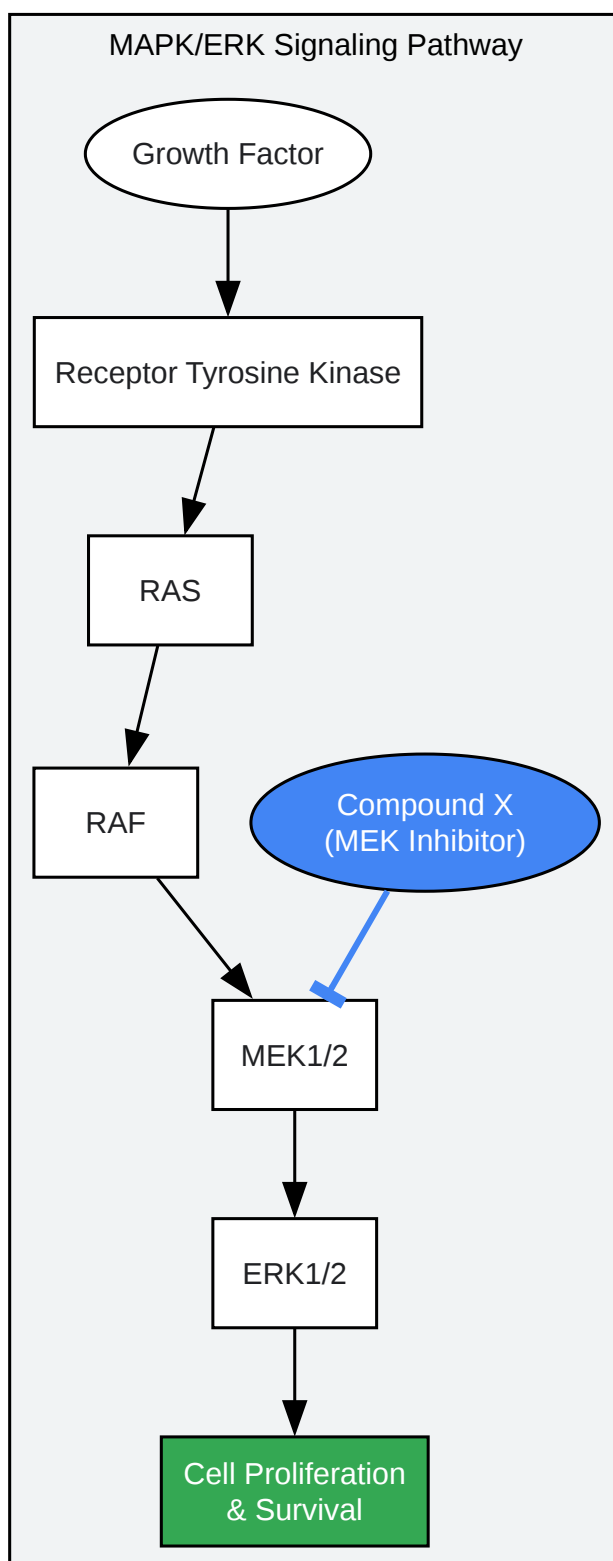 MAPK/ERK Signaling Pathway
Growth Factor
Receptor Tyrosine Kinase
RAS
RAF
Compound X
(MEK Inhibitor)
MEK1/2
ERK1/2
Cell Proliferation
& Survival